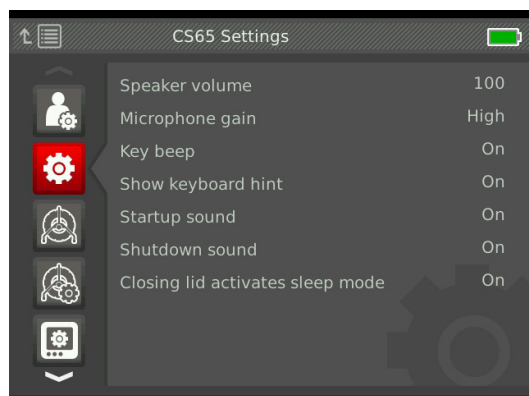 CS65 Settings
Speaker volume 100
Microphone gain High
Key beep On
Show keyboard hint On
Startup sound On
Shutdown sound On
Closing lid activates sleep mode On